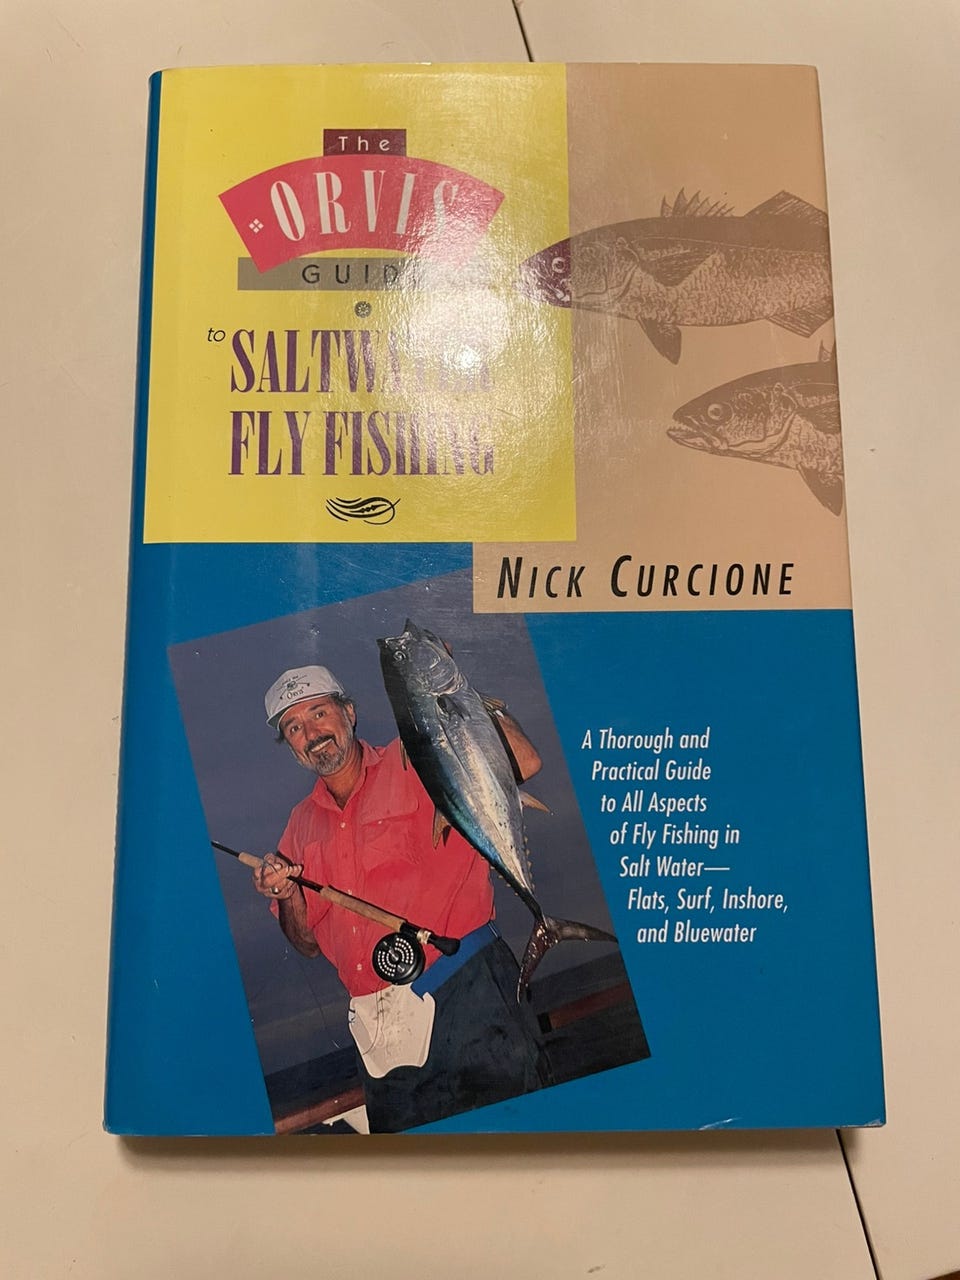 The
ORVIS
GUIDE
to SALTWATER
FLY FISHING
NICK CURCIONE
A Thorough and
Practical Guide
to All Aspects
of Fly Fishing in
Salt Water—
Flats, Surf, Inshore,
and Bluewater
Orvis